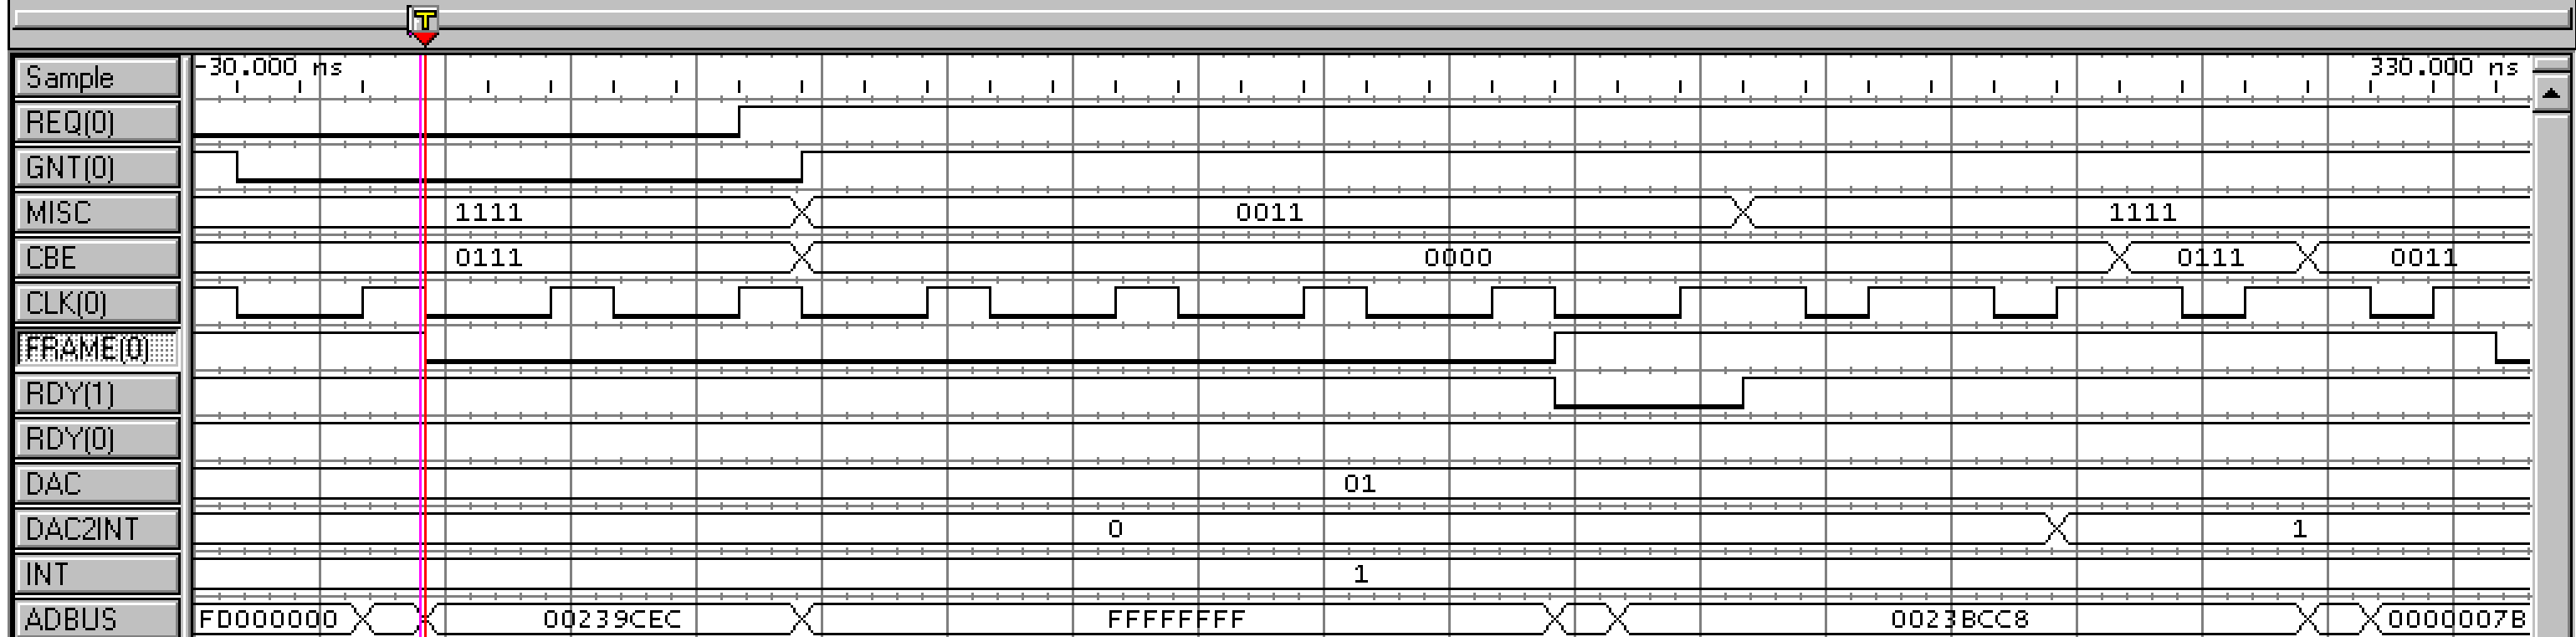 T
Sample -30.000 ns 330.000 ns
REQ(0)
GNT(0)
MISC 1111 0011 1111
CBE 0111 0000 0111 0011
CLK(0)
FRAME(0)
RDY(1)
RDY(0)
DAC 01
DAC2INT 0 1
INT 1
ADBUS FD000000 00239CEC FFFFFFFF 0023BCC8 0000007B